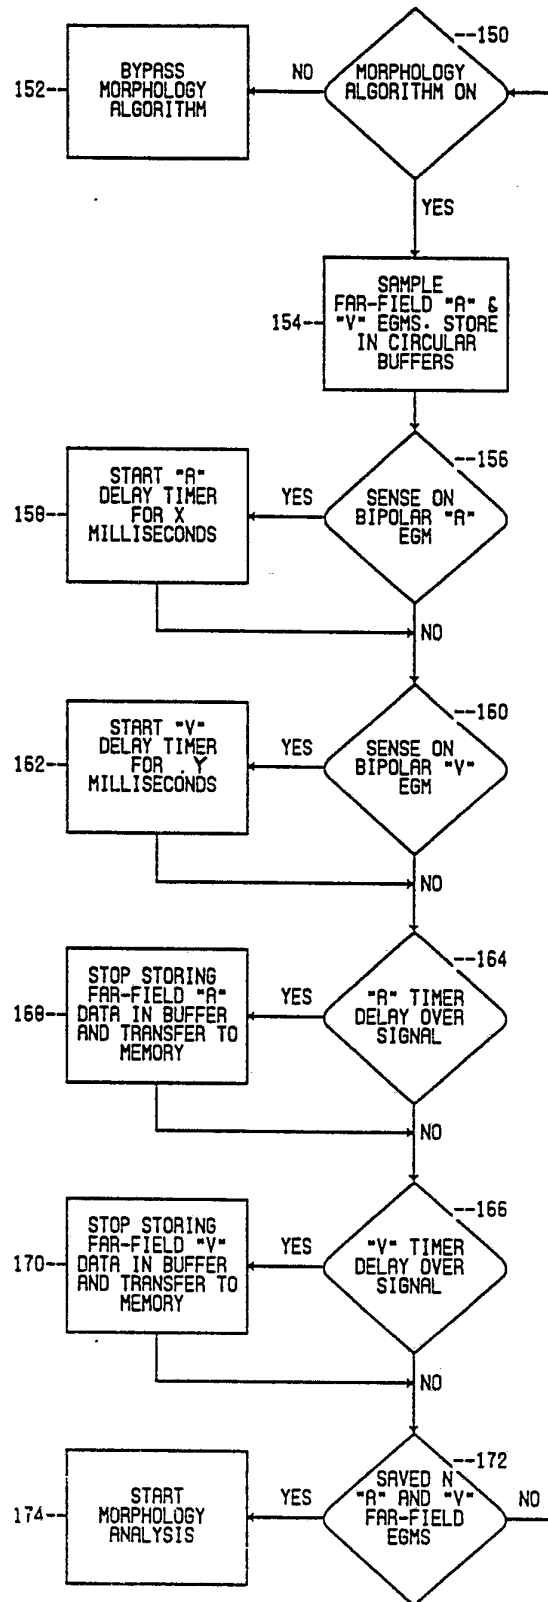 --150
NO
MORPHOLOGY
ALGORITHM ON
152--
BYPASS
MORPHOLOGY
ALGORITHM
YES
SAMPLE
FAR-FIELD "A" &
"V" EGMS. STORE
IN CIRCULAR
BUFFERS
154--
--156
SENSE ON
BIPOLAR "A"
EGM
YES
START "A"
DELAY TIMER
FOR X
MILLISECONDS
158--
NO
--160
SENSE ON
BIPOLAR "V"
EGM
YES
START "V"
DELAY TIMER
FOR Y
MILLISECONDS
162--
NO
--164
"A" TIMER
DELAY OVER
SIGNAL
YES
STOP STORING
FAR-FIELD "A"
DATA IN BUFFER
AND TRANSFER TO
MEMORY
168--
NO
--166
"V" TIMER
DELAY OVER
SIGNAL
YES
STOP STORING
FAR-FIELD "V"
DATA IN BUFFER
AND TRANSFER TO
MEMORY
170--
NO
--172
SAVED N
"A" AND "V"
FAR-FIELD
EGMS
NO
YES
START
MORPHOLOGY
ANALYSIS
174--